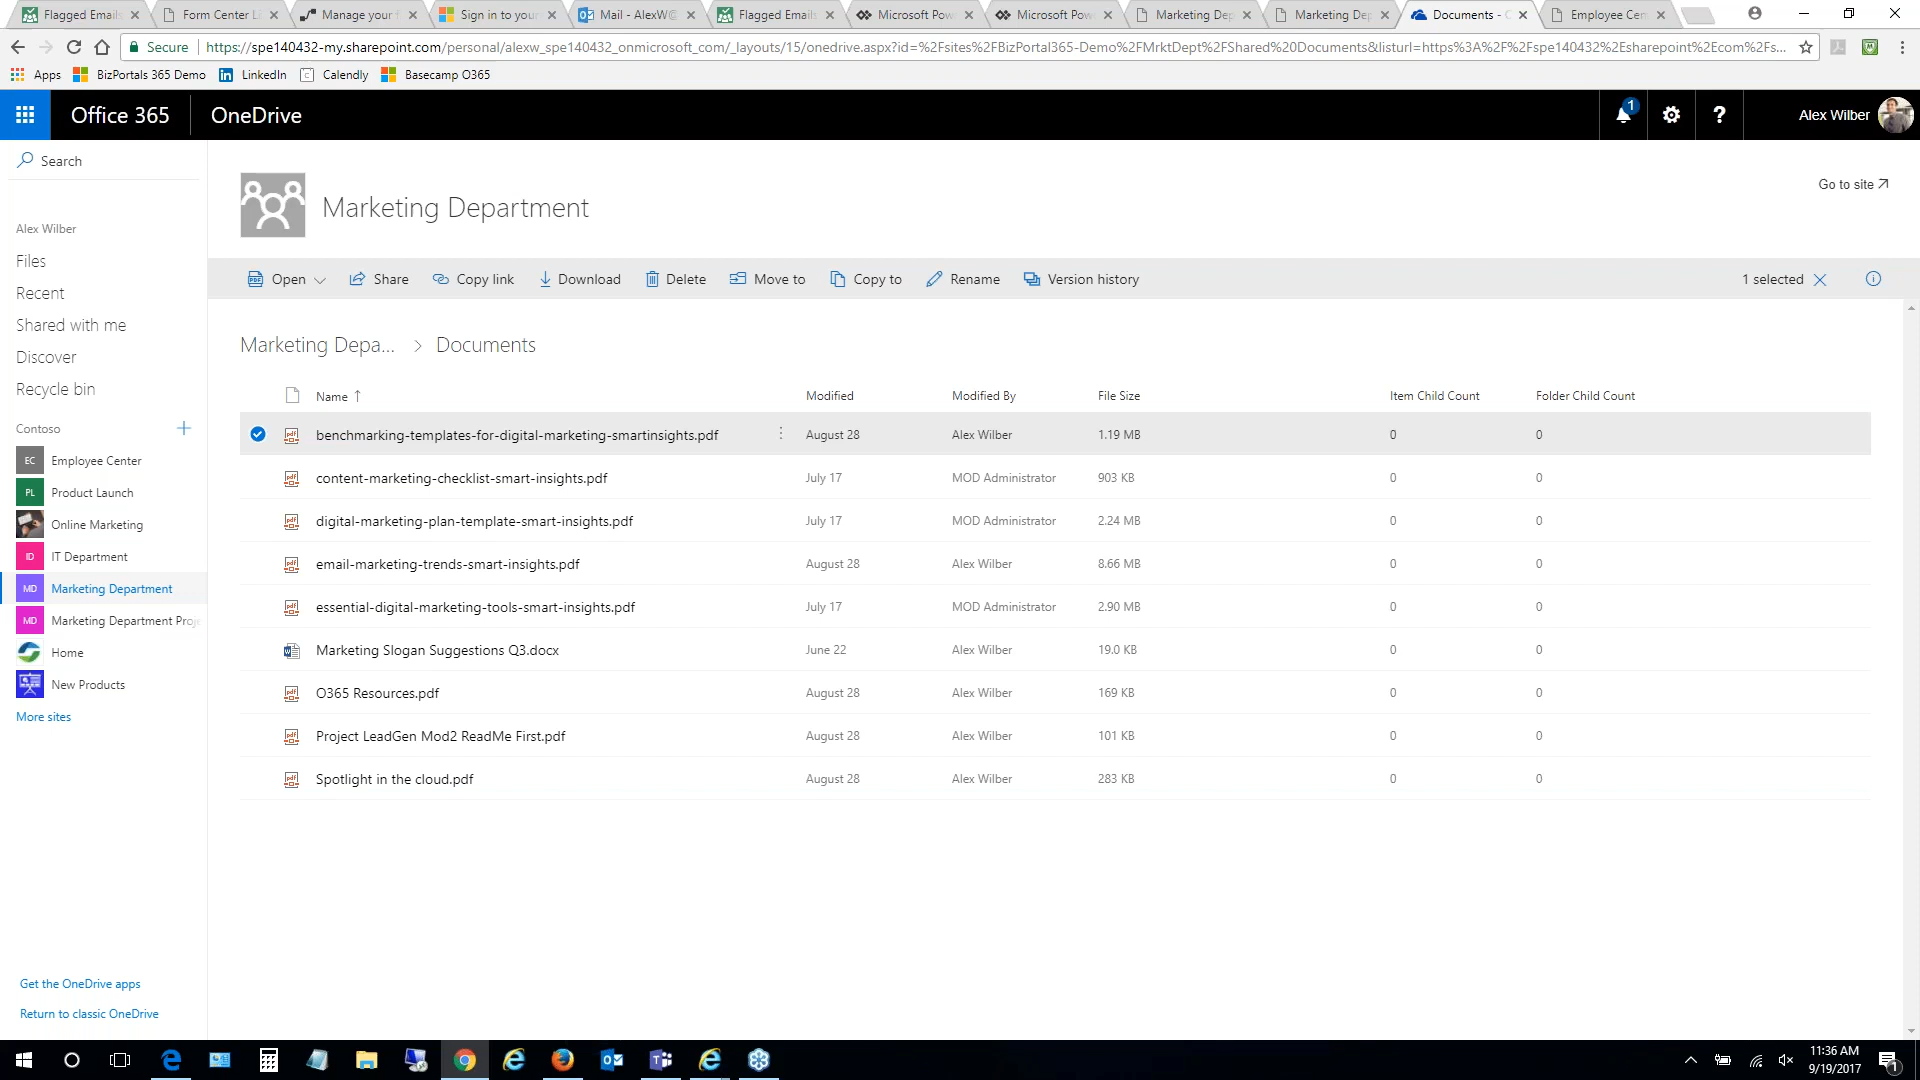 Flagged Emails
Form Center Li
Manage your f
Sign in to your
Mail - AlexW@
Flagged Emails
Microsoft Pow
Microsoft Pow
Marketing Dep
Marketing Dep
Documents - O
Employee Cen
Secure
https://spe140432-my.sharepoint.com/personal/alexw_spe140432_onmicrosoft_com/_layouts/15/onedrive.aspx?id=%2Fsites%2FBizPortal365-Demo%2FMrktDept%2FShared%20Documents&listurl=https%3A%2F%2Fspe140432%2Esharepoint%2Ecom%2Fs...
Apps BizPortals 365 Demo LinkedIn Calendly Basecamp O365
Office 365 OneDrive 1 ? Alex Wilber
Search
Alex Wilber
Files
Recent
Shared with me
Discover
Recycle bin
Contoso
EC Employee Center
PL Product Launch
Online Marketing
ID IT Department
MD Marketing Department
MD Marketing Department Proje
Home
New Products
More sites
Get the OneDrive apps
Return to classic OneDrive
Marketing Department
Go to site
Open Share Copy link Download Delete Move to Copy to Rename Version history 1 selected
Marketing Depa... > Documents
Name Modified Modified By File Size Item Child Count Folder Child Count
benchmarking-templates-for-digital-marketing-smartinsights.pdf August 28 Alex Wilber 1.19 MB 0 0
content-marketing-checklist-smart-insights.pdf July 17 MOD Administrator 903 KB 0 0
digital-marketing-plan-template-smart-insights.pdf July 17 MOD Administrator 2.24 MB 0 0
email-marketing-trends-smart-insights.pdf August 28 Alex Wilber 8.66 MB 0 0
essential-digital-marketing-tools-smart-insights.pdf July 17 MOD Administrator 2.90 MB 0 0
Marketing Slogan Suggestions Q3.docx June 22 Alex Wilber 19.0 KB 0 0
O365 Resources.pdf August 28 Alex Wilber 169 KB 0 0
Project LeadGen Mod2 ReadMe First.pdf August 28 Alex Wilber 101 KB 0 0
Spotlight in the cloud.pdf August 28 Alex Wilber 283 KB 0 0
11:36 AM
9/19/2017
1